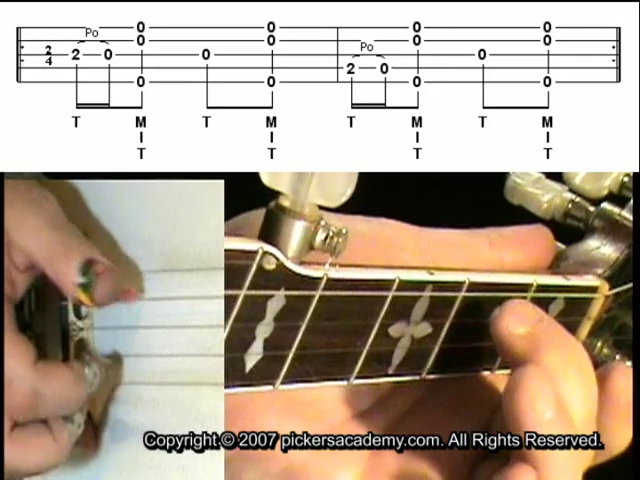 0 0 0 0
Po
0 0 0 0
2 0 0 Po 0
2
4
2 0
0 0 0 0
T M T M T M T M
I I I I
T T T T
Copyright © 2007 pickersacademy.com. All Rights Reserved.